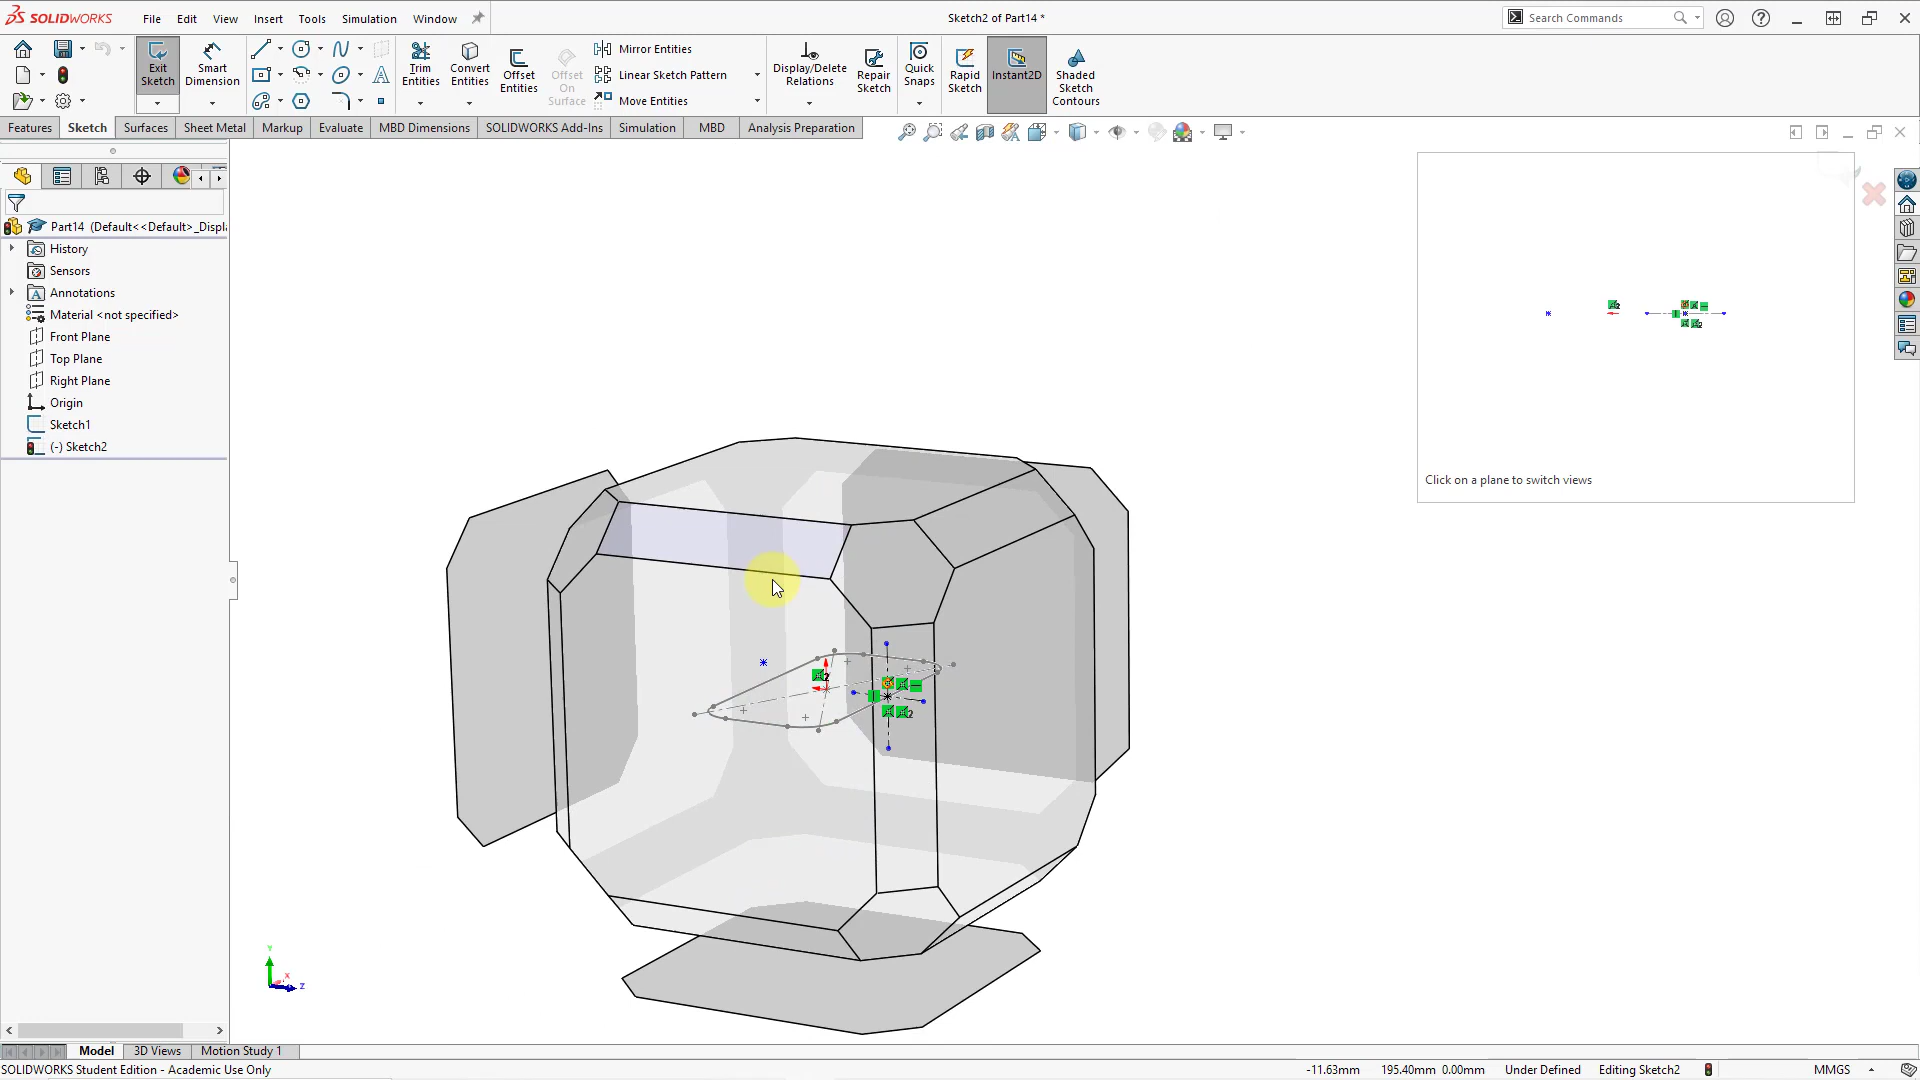 SOLIDWORKS File Edit View Insert Tools Simulation Window Sketch2 of Part14 * Search Commands
Exit Sketch Smart Dimension Trim Entities Convert Entities Offset Entities Offset On Surface Mirror Entities Linear Sketch Pattern Move Entities Display/Delete Relations Repair Sketch Quick Snaps Rapid Sketch Instant2D Shaded Sketch Contours
Features Sketch Surfaces Sheet Metal Markup Evaluate MBD Dimensions SOLIDWORKS Add-Ins Simulation MBD Analysis Preparation
Part14 (Default<<Default>_Displ
History
Sensors
Annotations
Material <not specified>
Front Plane
Top Plane
Right Plane
Origin
Sketch1
(-) Sketch2
2
2
2
2
Click on a plane to switch views
Y
X
Z
Model 3D Views Motion Study 1
SOLIDWORKS Student Edition - Academic Use Only -11.63mm 195.40mm 0.00mm Under Defined Editing Sketch2 MMGS